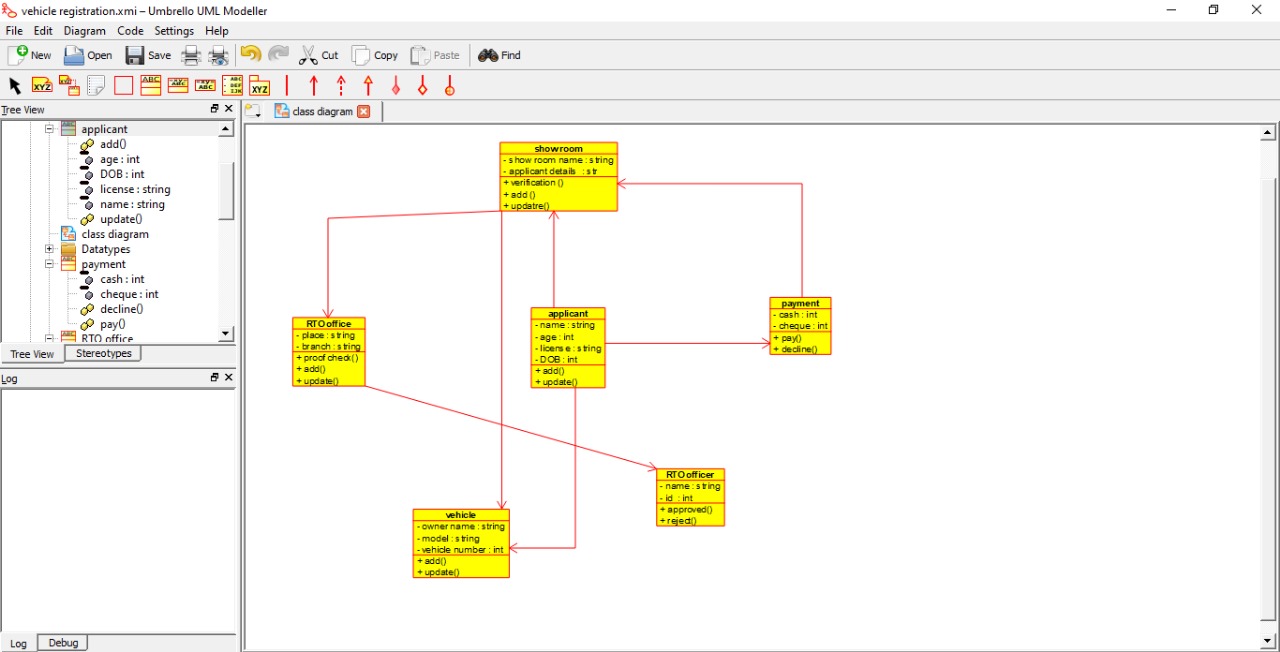 vehicle registration.xmi – Umbrello UML Modeller
File Edit Diagram Code Settings Help
New Open Save Cut Copy Paste Find
Tree View
applicant
add()
age : int
DOB : int
license : string
name : string
update()
class diagram
Datatypes
payment
cash : int
cheque : int
decline()
pay()
RTO office
Tree View Stereotypes
Log
Log Debug
class diagram
showroom
- show room name : string
- applicant details : str
+ verification ()
+ add ()
+ updatre()
RTO office
- place : string
- branch : string
+ proof check()
+ add()
+ update()
applicant
- name : string
- age : int
- license : string
- DOB : int
+ add()
+ update()
payment
- cash : int
- cheque : int
+ pay()
+ decline()
RTO officer
- name : string
- id : int
+ approved()
+ reject()
vehicle
- owner name : string
- model : string
- vehicle number : int
+ add()
+ update()